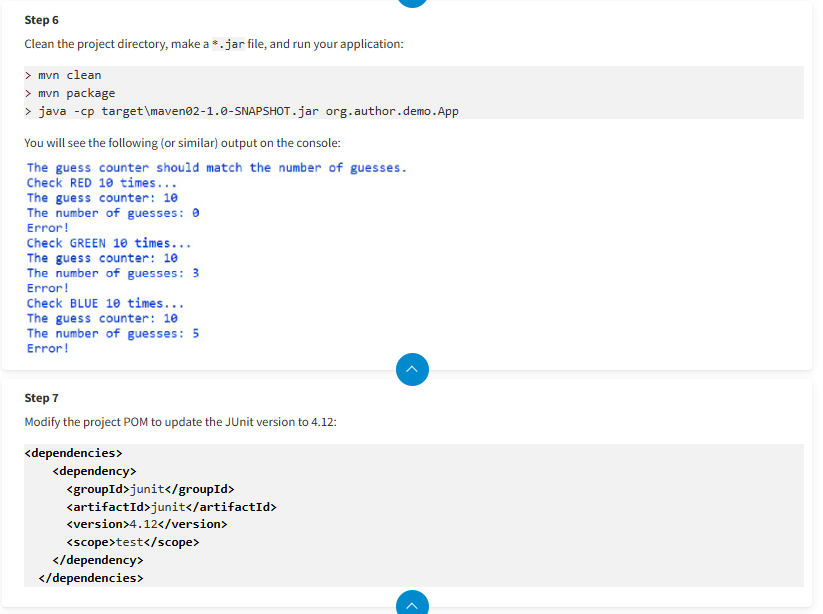 Step 6
Clean the project directory, make a *.jar file, and run your application:
> mvn clean
> mvn package
> java -cp target\maven02-1.0-SNAPSHOT.jar org.author.demo.App
You will see the following (or similar) output on the console:
The guess counter should match the number of guesses.
Check RED 10 times...
The guess counter: 10
The number of guesses: 0
Error!
Check GREEN 10 times...
The guess counter: 10
The number of guesses: 3
Error!
Check BLUE 10 times...
The guess counter: 10
The number of guesses: 5
Error!
Step 7
Modify the project POM to update the JUnit version to 4.12:
<dependencies>
<dependency>
<groupId>junit</groupId>
<artifactId>junit</artifactId>
<version>4.12</version>
<scope>test</scope>
</dependency>
</dependencies>